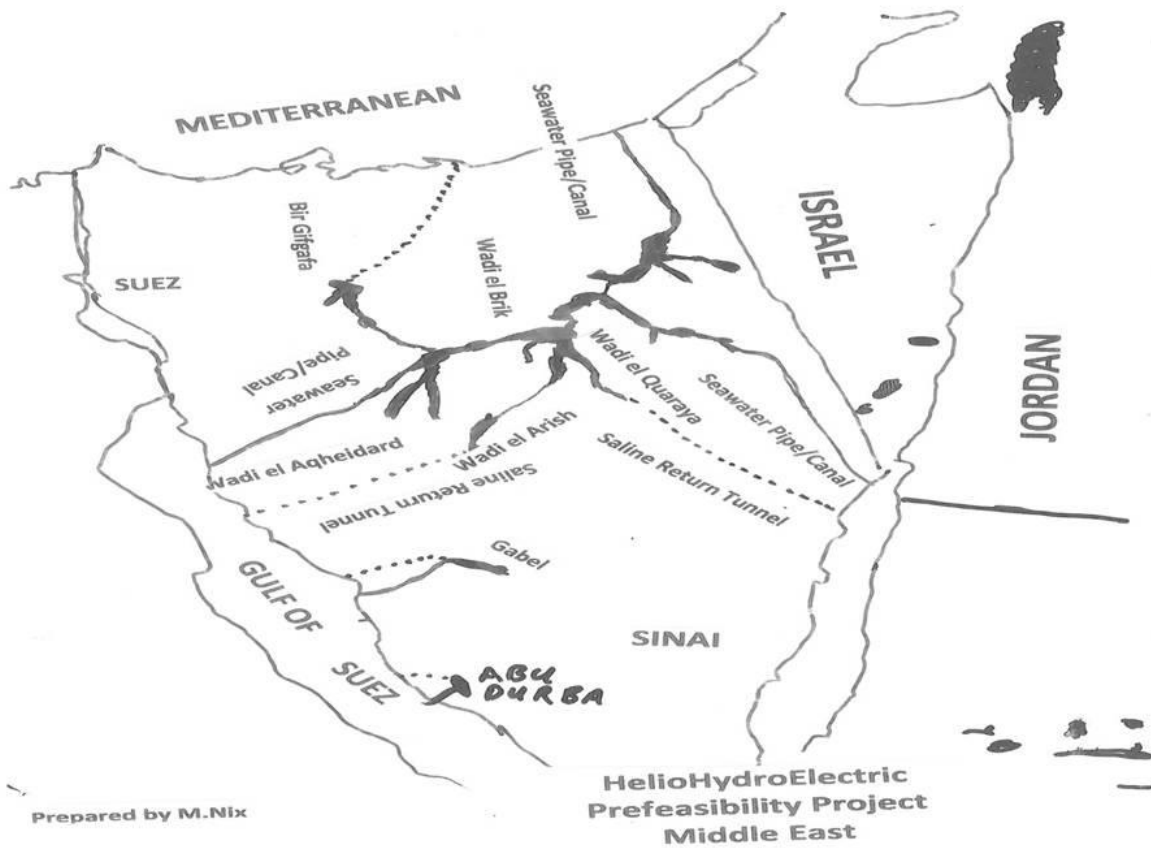 MEDITERRANEAN
Seawater
Pipe/Canal
Bir Gifgafa
Wadi el Brik
ISRAEL
SUEZ
JORDAN
Seawater
Pipe/Canal
Wadi el Quaraya
Seawater Pipe/Canal
Wadi el Aqheidard
Wadi el Arish
Saline Return Tunnel
Saline Return Tunnel
Gabel
GULF OF
SUEZ
SINAI
ABU
DURBA
HelioHydroElectric
Prefeasibility Project
Middle East
Prepared by M.Nix